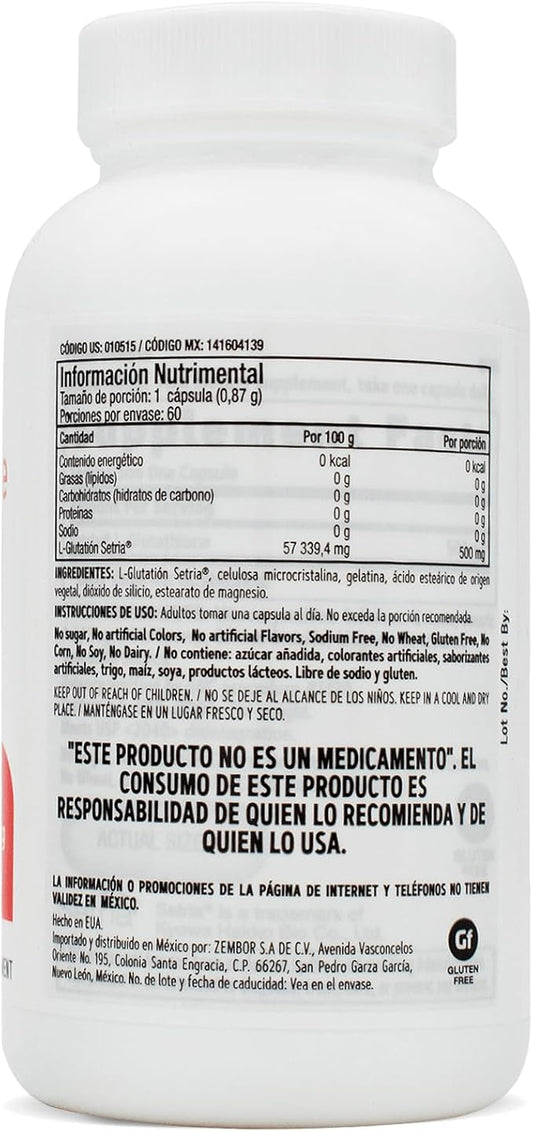 CÓDIGO US: 010515 / CÓDIGO MX: 141604139
Información Nutrimental
Tamaño de porción: 1 cápsula (0,87 g)
Porciones por envase: 60
Cantidad Por 100 g Por porción
Contenido energético 0 kcal 0 kcal
Grasas (lípidos) 0 g 0 g
Carbohidratos (hidratos de carbono) 0 g 0 g
Proteínas 0 g 0 g
Sodio 0 g 0 g
L-Glutatión Setria® 57 339,4 mg 500 mg
INGREDIENTES: L-Glutatión Setria®, celulosa microcristalina, gelatina, ácido esteárico de origen
vegetal, dióxido de silicio, estearato de magnesio.
INSTRUCCIONES DE USO: Adultos tomar una capsula al día. No exceda la porción recomendada.
No sugar, No artificial Colors, No artificial Flavors, Sodium Free, No Wheat, Gluten Free, No
Corn, No Soy, No Dairy. / No contiene: azúcar añadida, colorantes artificiales, saborizantes
artificiales, trigo, maíz, soya, productos lácteos. Libre de sodio y gluten.
KEEP OUT OF REACH OF CHILDREN. / NO SE DEJE AL ALCANCE DE LOS NIÑOS. KEEP IN A COOL AND DRY
PLACE. / MANTÉNGASE EN UN LUGAR FRESCO Y SECO.
"ESTE PRODUCTO NO ES UN MEDICAMENTO". EL
CONSUMO DE ESTE PRODUCTO ES
RESPONSABILIDAD DE QUIEN LO RECOMIENDA Y DE
QUIEN LO USA.
LA INFORMACIÓN O PROMOCIONES DE LA PÁGINA DE INTERNET Y TELÉFONOS NO TIENEN
VALIDEZ EN MÉXICO.
Hecho en EUA.
Importado y distribuido en México por: ZEMBOR S.A DE C.V., Avenida Vasconcelos
Oriente No. 195, Colonia Santa Engracia, C.P. 66267, San Pedro Garza García,
Nuevo León, México. No. de lote y fecha de caducidad: Vea en el envase.
Gf
GLUTEN
FREE
Lot No./Best By: